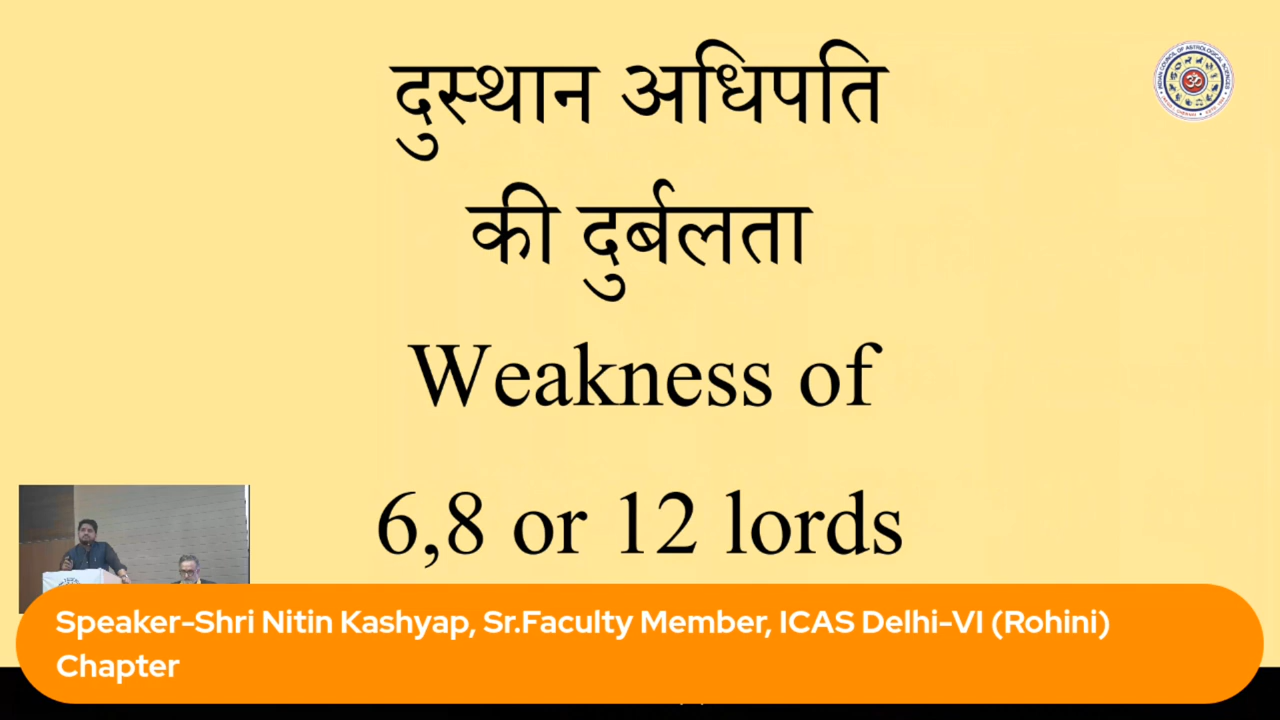 दुस्थान अधिपति
की दुर्बलता
Weakness of
6,8 or 12 lords
Speaker-Shri Nitin Kashyap, Sr.Faculty Member, ICAS Delhi-VI (Rohini)
Chapter